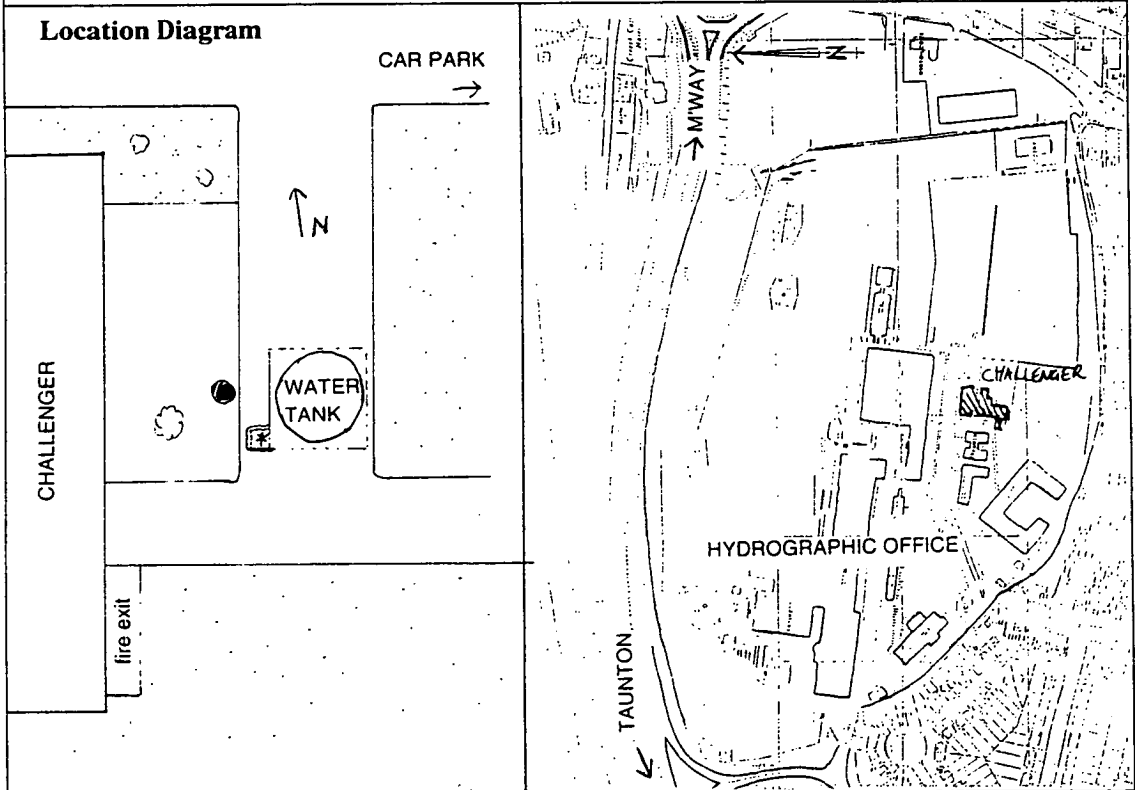 Location Diagram
CAR PARK
N
WATER
TANK
*
CHALLENGER
fire exit
M'WAY
N
CHALLENGER
HYDROGRAPHIC OFFICE
TAUNTON